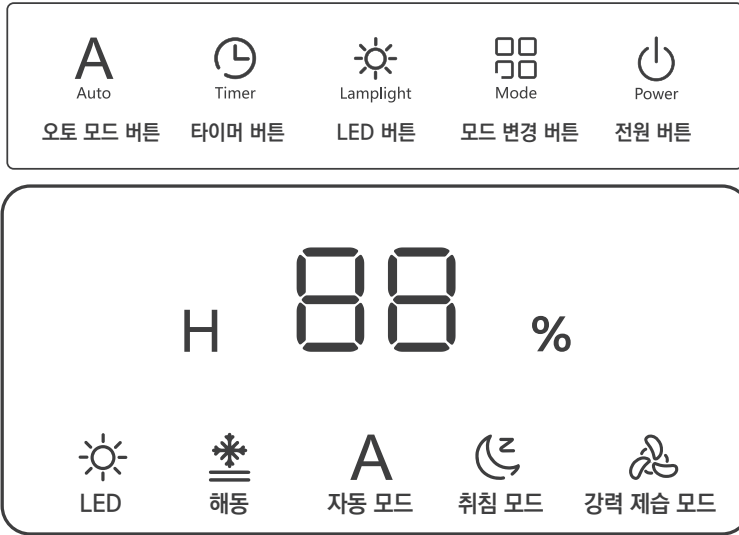 A
Auto Timer Lamplight Mode Power
오토 모드 버튼 타이머 버튼 LED 버튼 모드 변경 버튼 전원 버튼
H 88 %
A
LED 해동 자동 모드 취침 모드 강력 제습 모드